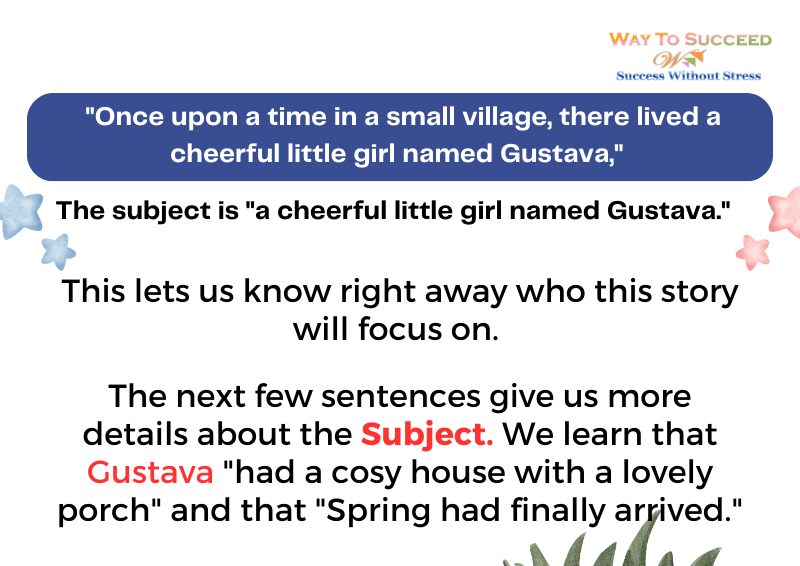 WAY TO SUCCEED
W
Success Without Stress
"Once upon a time in a small village, there lived a
cheerful little girl named Gustava,"
The subject is "a cheerful little girl named Gustava."
This lets us know right away who this story
will focus on.
The next few sentences give us more
details about the Subject. We learn that
Gustava "had a cosy house with a lovely
porch" and that "Spring had finally arrived."